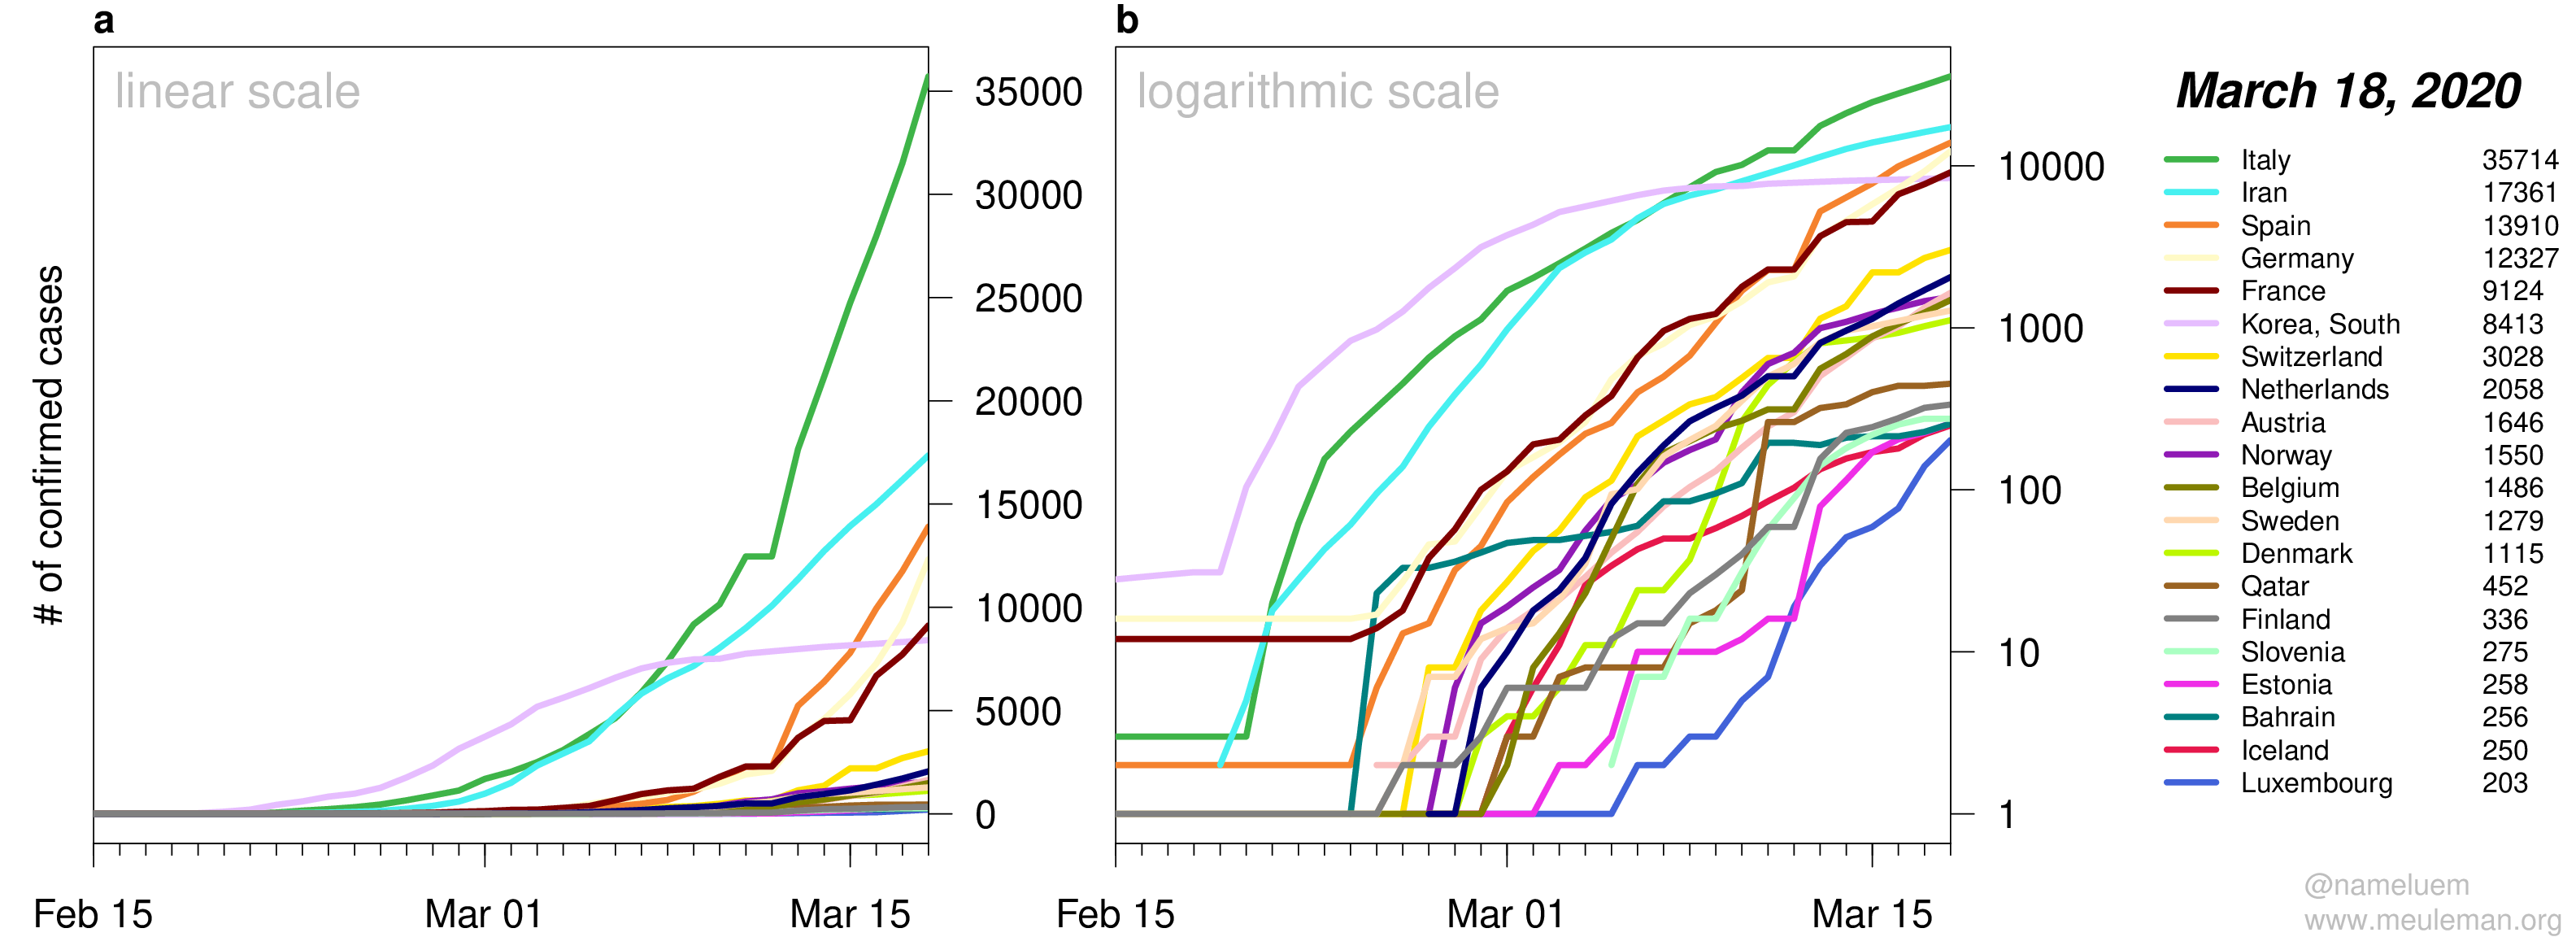 a
linear scale
# of confirmed cases
35000
30000
25000
20000
15000
10000
5000
0
Feb 15 Mar 01 Mar 15
b
logarithmic scale
10000
1000
100
10
1
Feb 15 Mar 01 Mar 15
March 18, 2020
Italy 35714
Iran 17361
Spain 13910
Germany 12327
France 9124
Korea, South 8413
Switzerland 3028
Netherlands 2058
Austria 1646
Norway 1550
Belgium 1486
Sweden 1279
Denmark 1115
Qatar 452
Finland 336
Slovenia 275
Estonia 258
Bahrain 256
Iceland 250
Luxembourg 203
@nameluem
www.meuleman.org